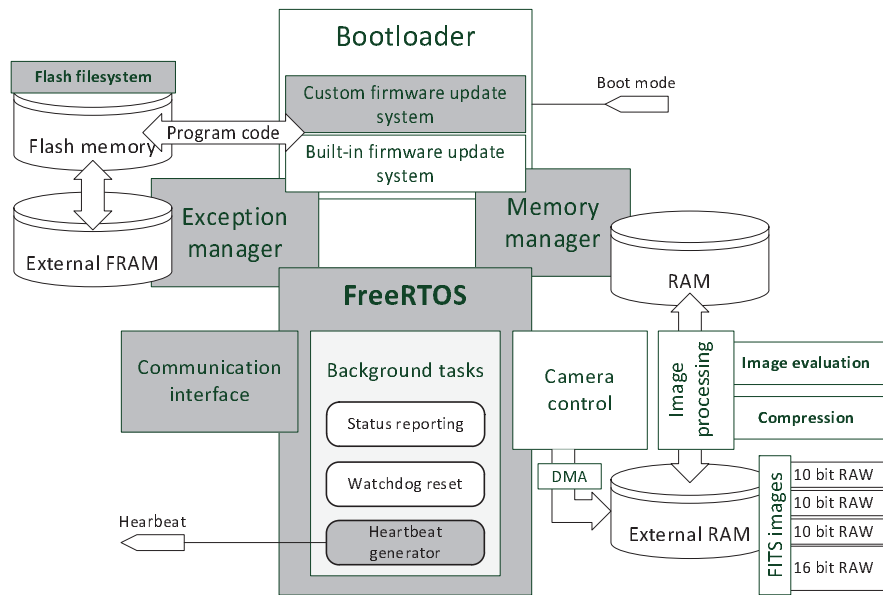 Bootloader
Flash filesystem
Custom firmware update
system
Boot mode
Flash memory
Program code
Built-in firmware update
system
Exception
manager
Memory
manager
External FRAM
RAM
FreeRTOS
Communication
interface
Background tasks
Camera
control
Image
processing
Image evaluation
Compression
Status reporting
Watchdog reset
DMA
FITS images
10 bit RAW
10 bit RAW
10 bit RAW
16 bit RAW
Hearbeat
Heartbeat
generator
External RAM